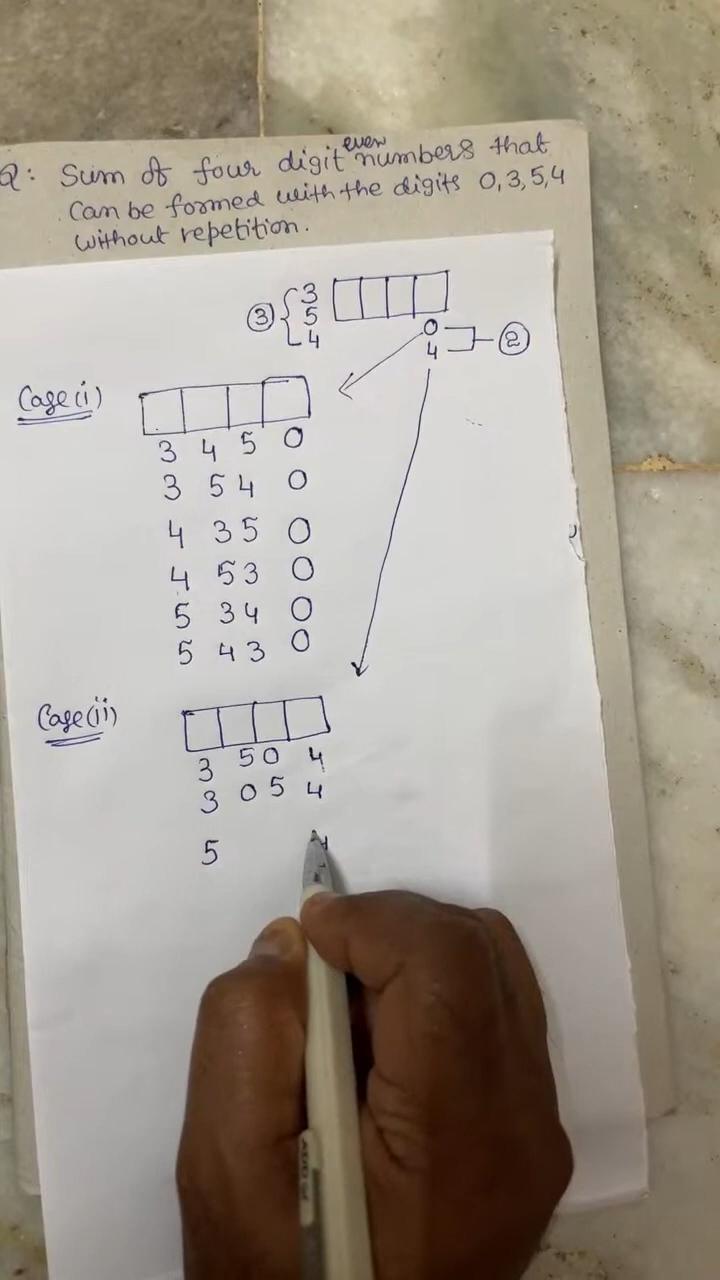 Q: Sum of four digit even numbers that
can be formed with the digits 0,3,5,4
without repetition.
③ { 3
5
4
0
4
②
Case(i)
3 4 5 0
3 5 4 0
4 3 5 0
4 5 3 0
5 3 4 0
5 4 3 0
Case(ii)
3 5 0 4
3 0 5 4
5 4